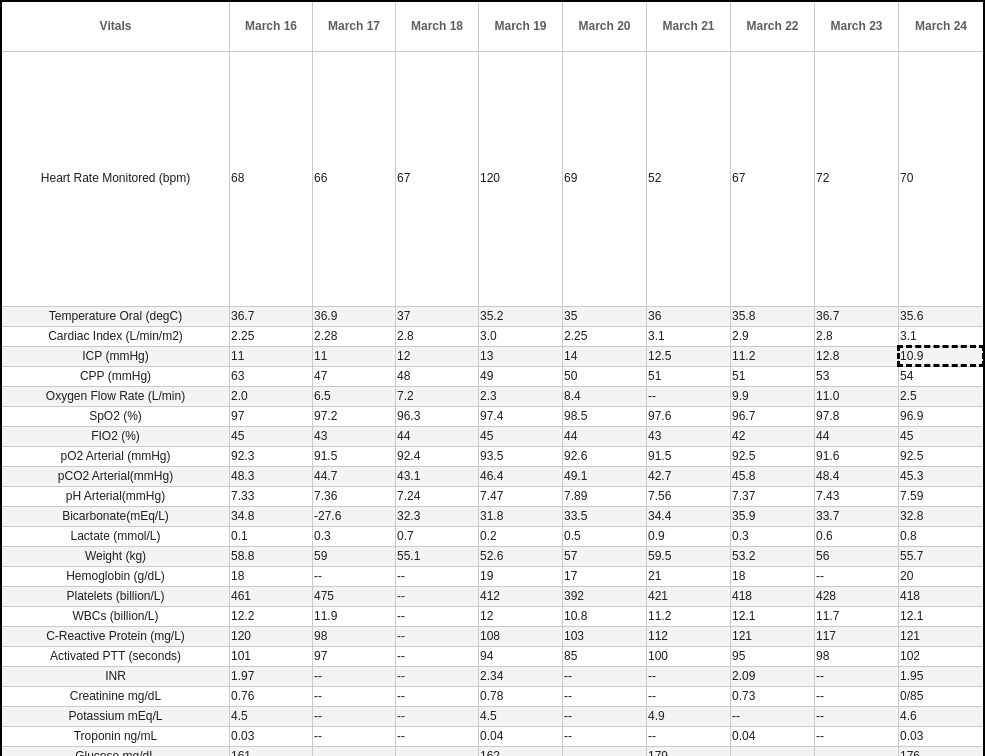 Vitals March 16 March 17 March 18 March 19 March 20 March 21 March 22 March 23 March 24
Heart Rate Monitored (bpm) 68 66 67 120 69 52 67 72 70
Temperature Oral (degC) 36.7 36.9 37 35.2 35 36 35.8 36.7 35.6
Cardiac Index (L/min/m2) 2.25 2.28 2.8 3.0 2.25 3.1 2.9 2.8 3.1
ICP (mmHg) 11 11 12 13 14 12.5 11.2 12.8 10.9
CPP (mmHg) 63 47 48 49 50 51 51 53 54
Oxygen Flow Rate (L/min) 2.0 6.5 7.2 2.3 8.4 -- 9.9 11.0 2.5
SpO2 (%) 97 97.2 96.3 97.4 98.5 97.6 96.7 97.8 96.9
FIO2 (%) 45 43 44 45 44 43 42 44 45
pO2 Arterial (mmHg) 92.3 91.5 92.4 93.5 92.6 91.5 92.5 91.6 92.5
pCO2 Arterial(mmHg) 48.3 44.7 43.1 46.4 49.1 42.7 45.8 48.4 45.3
pH Arterial(mmHg) 7.33 7.36 7.24 7.47 7.89 7.56 7.37 7.43 7.59
Bicarbonate(mEq/L) 34.8 -27.6 32.3 31.8 33.5 34.4 35.9 33.7 32.8
Lactate (mmol/L) 0.1 0.3 0.7 0.2 0.5 0.9 0.3 0.6 0.8
Weight (kg) 58.8 59 55.1 52.6 57 59.5 53.2 56 55.7
Hemoglobin (g/dL) 18 -- -- 19 17 21 18 -- 20
Platelets (billion/L) 461 475 -- 412 392 421 418 428 418
WBCs (billion/L) 12.2 11.9 -- 12 10.8 11.2 12.1 11.7 12.1
C-Reactive Protein (mg/L) 120 98 -- 108 103 112 121 117 121
Activated PTT (seconds) 101 97 -- 94 85 100 95 98 102
INR 1.97 -- -- 2.34 -- -- 2.09 -- 1.95
Creatinine mg/dL 0.76 -- -- 0.78 -- -- 0.73 -- 0/85
Potassium mEq/L 4.5 -- -- 4.5 -- 4.9 -- -- 4.6
Troponin ng/mL 0.03 -- -- 0.04 -- -- 0.04 -- 0.03
Glucose mg/dL 161 162 179 176